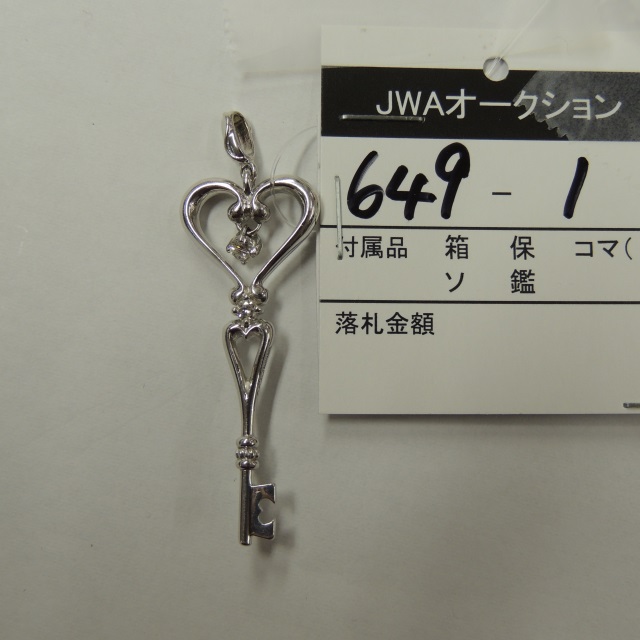 JWAオークション
649 - 1
付属品 箱 保 コマ(
ソ 鑑
落札金額